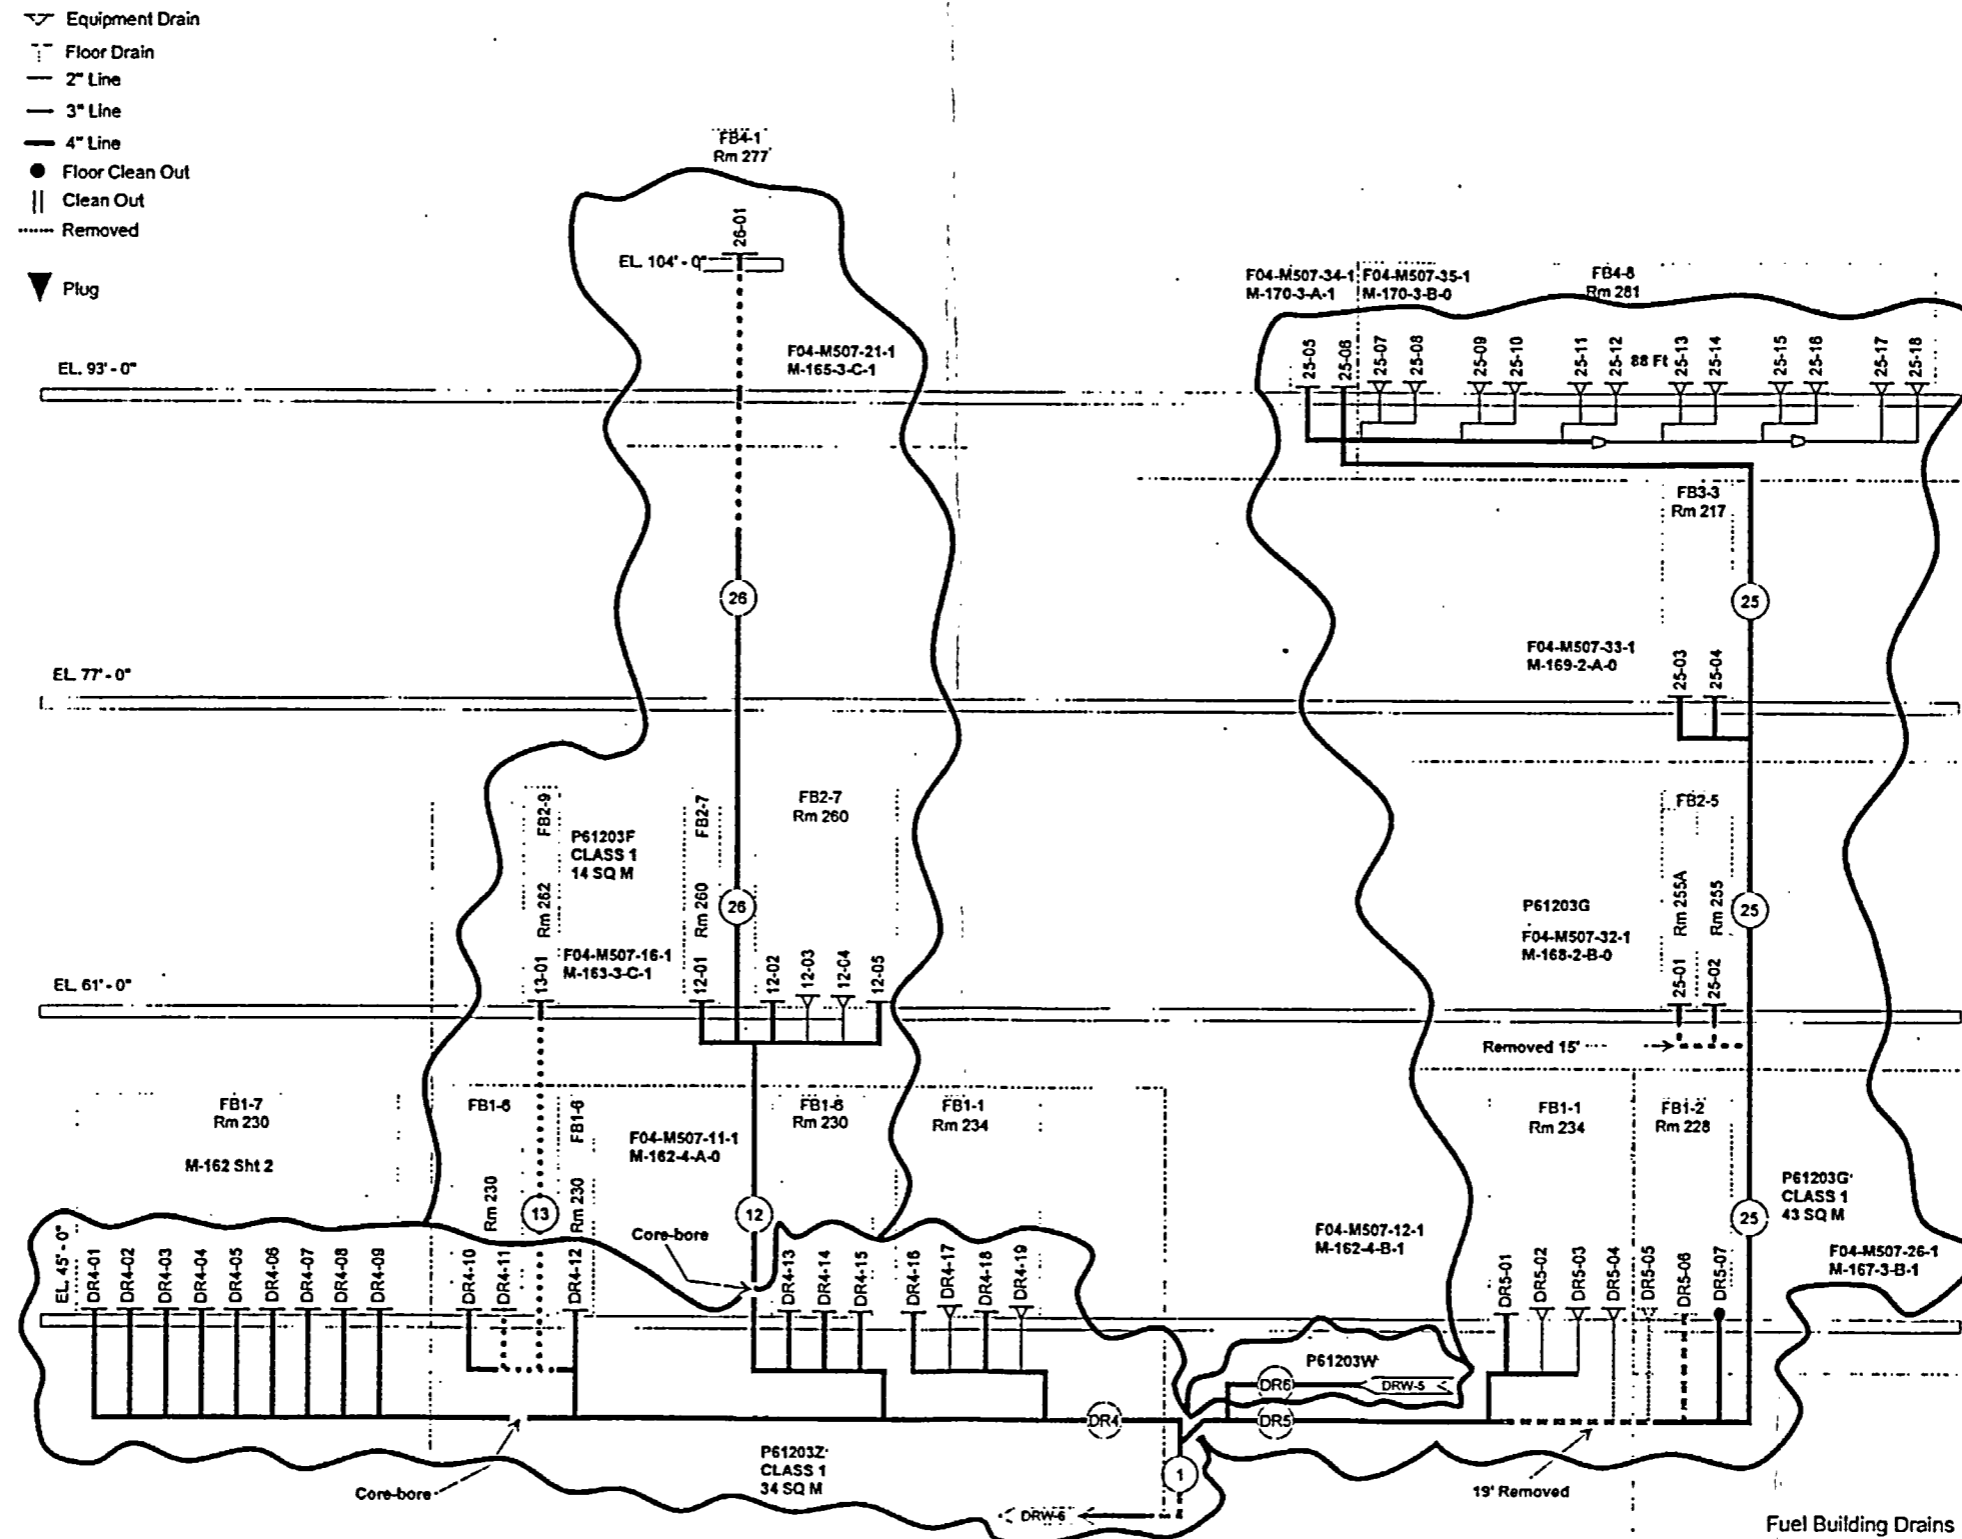 Equipment Drain
Floor Drain
2" Line
3" Line
4" Line
Floor Clean Out
Clean Out
Removed
Plug
FB4-1
Rm 277
26-01
EL. 104' - 0"
F04-M507-21-1
M-165-3-C-1
EL. 93' - 0"
F04-M507-34-1
M-170-3-A-1
F04-M507-35-1
M-170-3-B-0
FB4-8
Rm 281
25-05
25-06
25-07
25-08
25-09
25-10
25-11
25-12
88 Ft
25-13
25-14
25-15
25-16
25-17
25-18
FB3-3
Rm 217
26
25
F04-M507-33-1
M-169-2-A-0
25-03
25-04
EL. 77' - 0"
FB2-9
Rm 262
P61203F
CLASS 1
14 SQ M
FB2-7
Rm 260
FB2-7
Rm 260
26
FB2-5
Rm 255A
Rm 255
25
P61203G
F04-M507-32-1
M-168-2-B-0
F04-M507-16-1
M-163-3-C-1
13-01
12-01
12-02
12-03
12-04
12-05
25-01
25-02
EL. 61' - 0"
Removed 15'
FB1-7
Rm 230
M-162 Sht 2
FB1-6
Rm 230
FB1-6
Rm 230
F04-M507-11-1
M-162-4-A-0
FB1-6
Rm 230
FB1-1
Rm 234
FB1-1
Rm 234
FB1-2
Rm 228
P61203G'
CLASS 1
43 SQ M
13
12
25
Core-bore
F04-M507-12-1
M-162-4-B-1
F04-M507-26-1
M-167-3-B-1
EL. 45' - 0"
DR4-01
DR4-02
DR4-03
DR4-04
DR4-05
DR4-06
DR4-07
DR4-08
DR4-09
DR4-10
DR4-11
DR4-12
DR4-13
DR4-14
DR4-15
DR4-16
DR4-17
DR4-18
DR4-19
DR5-01
DR5-02
DR5-03
DR5-04
DR5-05
DR5-06
DR5-07
P61203W'
DR6
DRW-5
DR4
DR5
P61203Z'
CLASS 1
34 SQ M
1
Core-bore
19' Removed
DRW-6
Fuel Building Drains